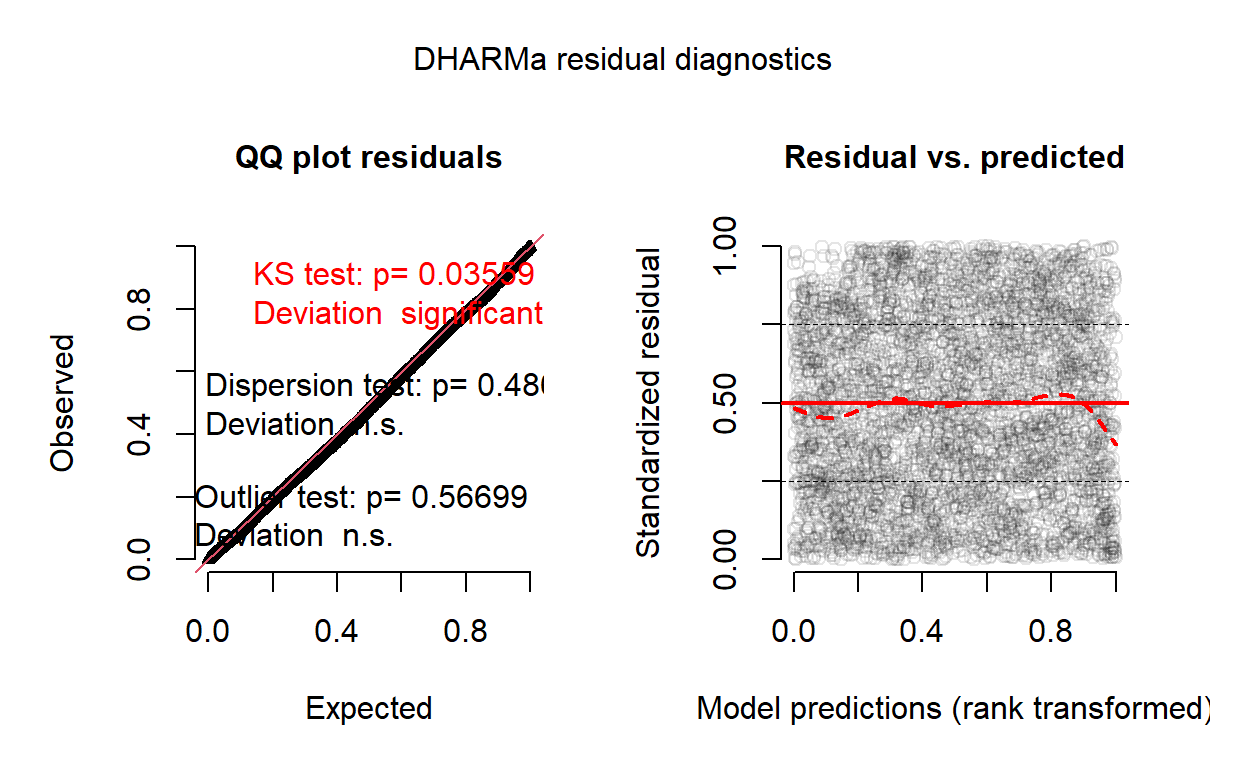 DHARMa residual diagnostics
QQ plot residuals
Observed
0.0
0.4
0.8
KS test: p= 0.03559
Deviation significant
Dispersion test: p= 0.480
Deviation n.s.
Outlier test: p= 0.56699
Deviation n.s.
0.0 0.4 0.8
Expected
Residual vs. predicted
Standardized residual
0.00
0.50
1.00
0.0 0.4 0.8
Model predictions (rank transformed)